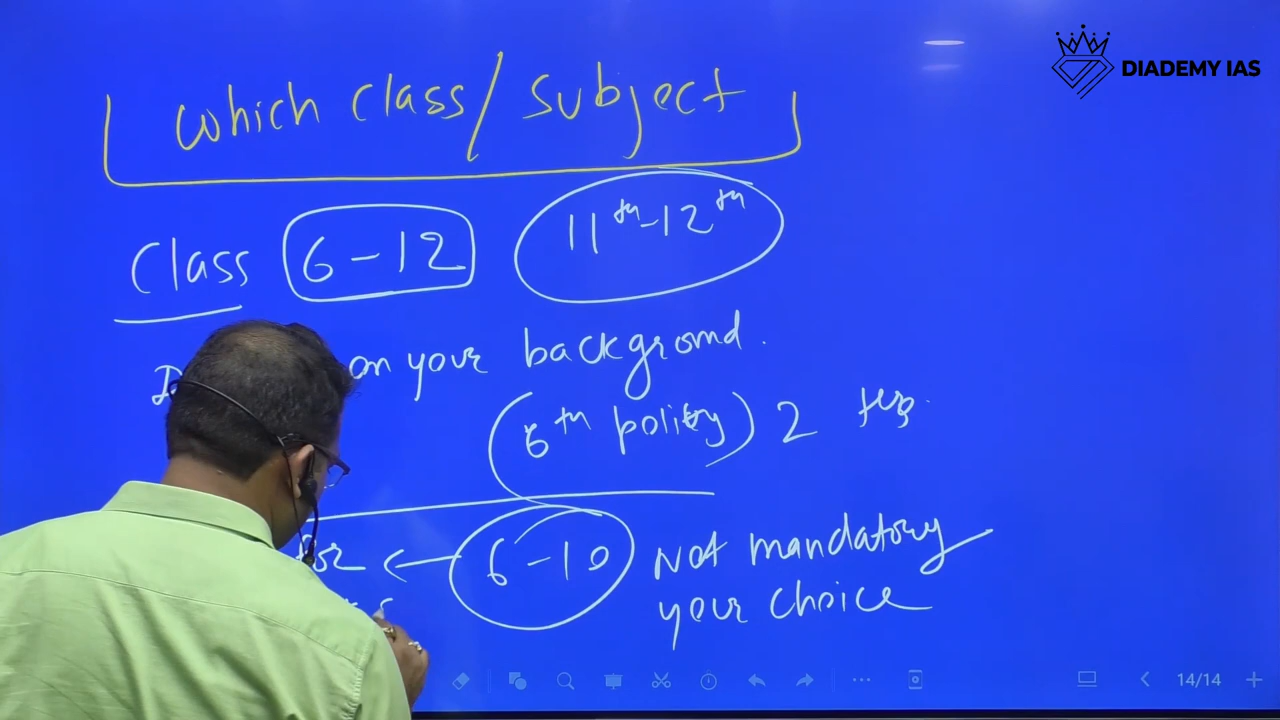 DIADEMY IAS
Which class / Subject
Class 6-12 11th-12th
on your backgrond.
(6th polity) 2
← 6-10 Not mandatory
your choice
14/14